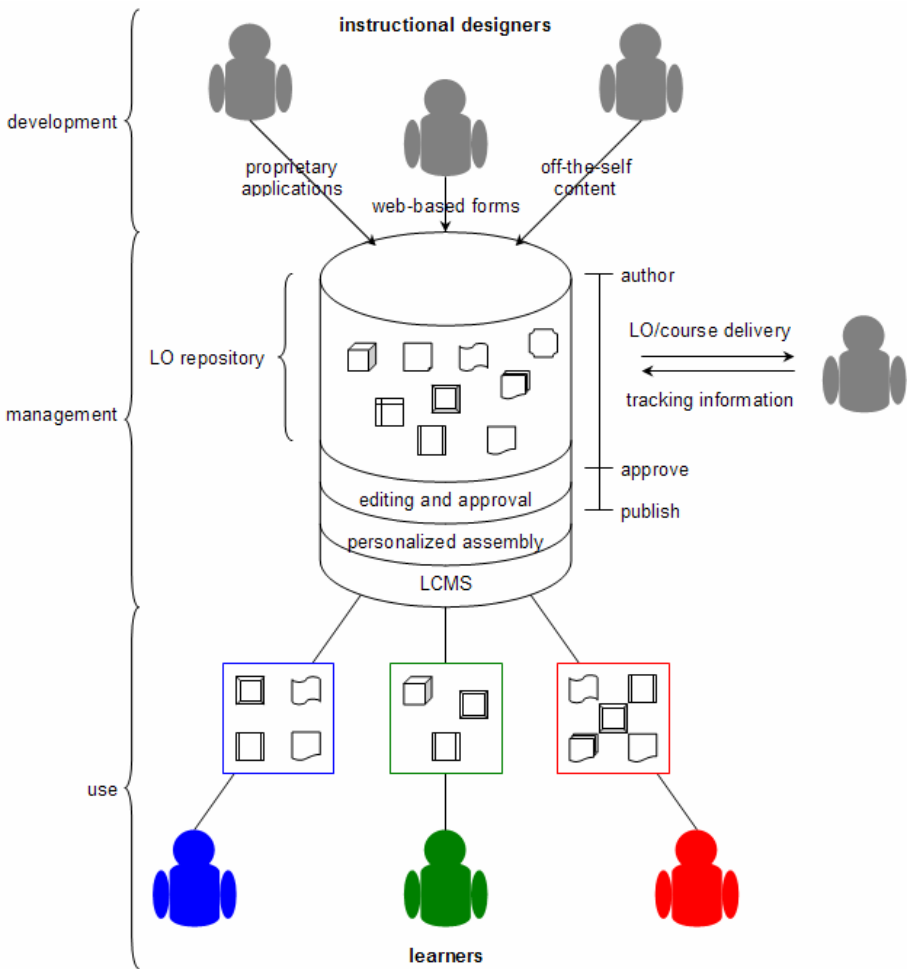 instructional designers
development
proprietary
applications
off-the-self
content
web-based forms
author
LO repository
LO/course delivery
tracking information
management
approve
editing and approval
publish
personalized assembly
LCMS
use
learners